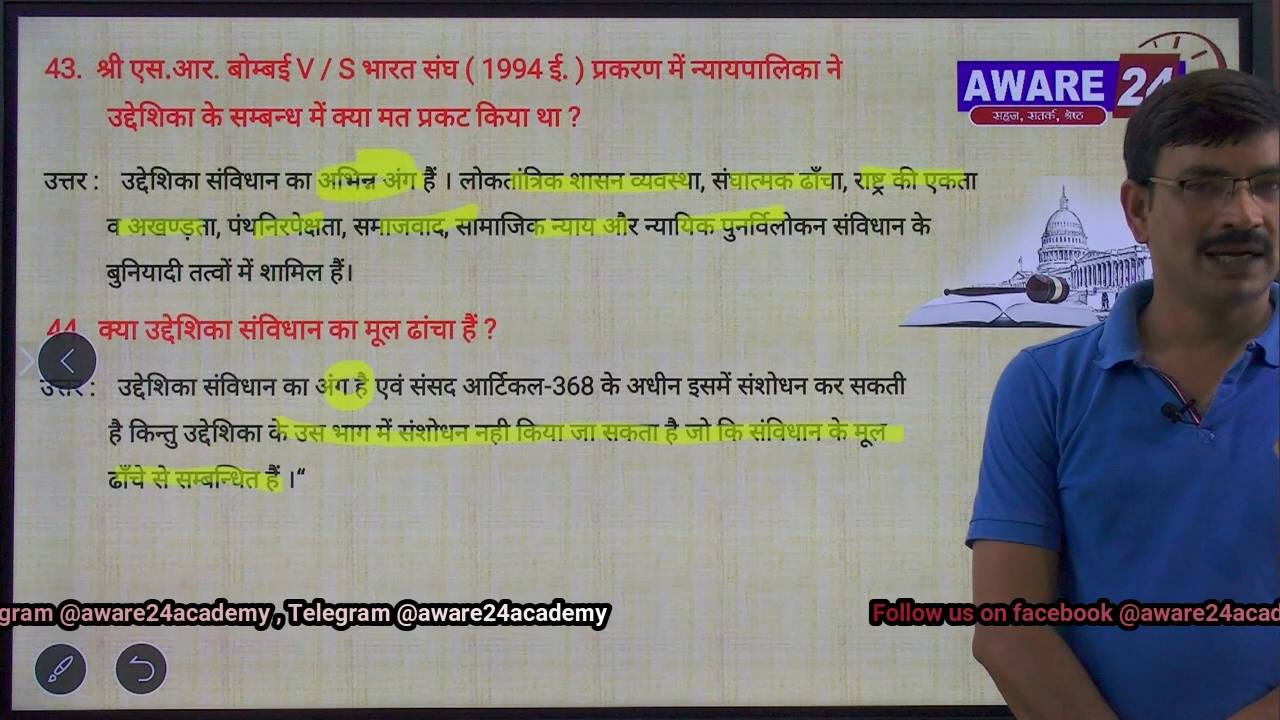 43. श्री एस.आर. बोम्बई V / S भारत संघ ( 1994 ई. ) प्रकरण में न्यायपालिका ने
उद्देशिका के सम्बन्ध में क्या मत प्रकट किया था ?
AWARE 24
सहज, सतर्क, श्रेष्ठ
उत्तर : उद्देशिका संविधान का अभिन्न अंग हैं । लोकतांत्रिक शासन व्यवस्था, संघात्मक ढाँचा, राष्ट्र की एकता
व अखण्ड़ता, पंथनिरपेक्षता, समाजवाद, सामाजिक न्याय और न्यायिक पुनर्विलोकन संविधान के
बुनियादी तत्वों में शामिल हैं।
44. क्या उद्देशिका संविधान का मूल ढांचा हैं ?
उत्तर : उद्देशिका संविधान का अंग है एवं संसद आर्टिकल-368 के अधीन इसमें संशोधन कर सकती
है किन्तु उद्देशिका के उस भाग में संशोधन नही किया जा सकता है जो कि संविधान के मूल
ढाँचे से सम्बन्धित हैं ।“
gram @aware24academy , Telegram @aware24academy
Follow us on facebook @aware24acad